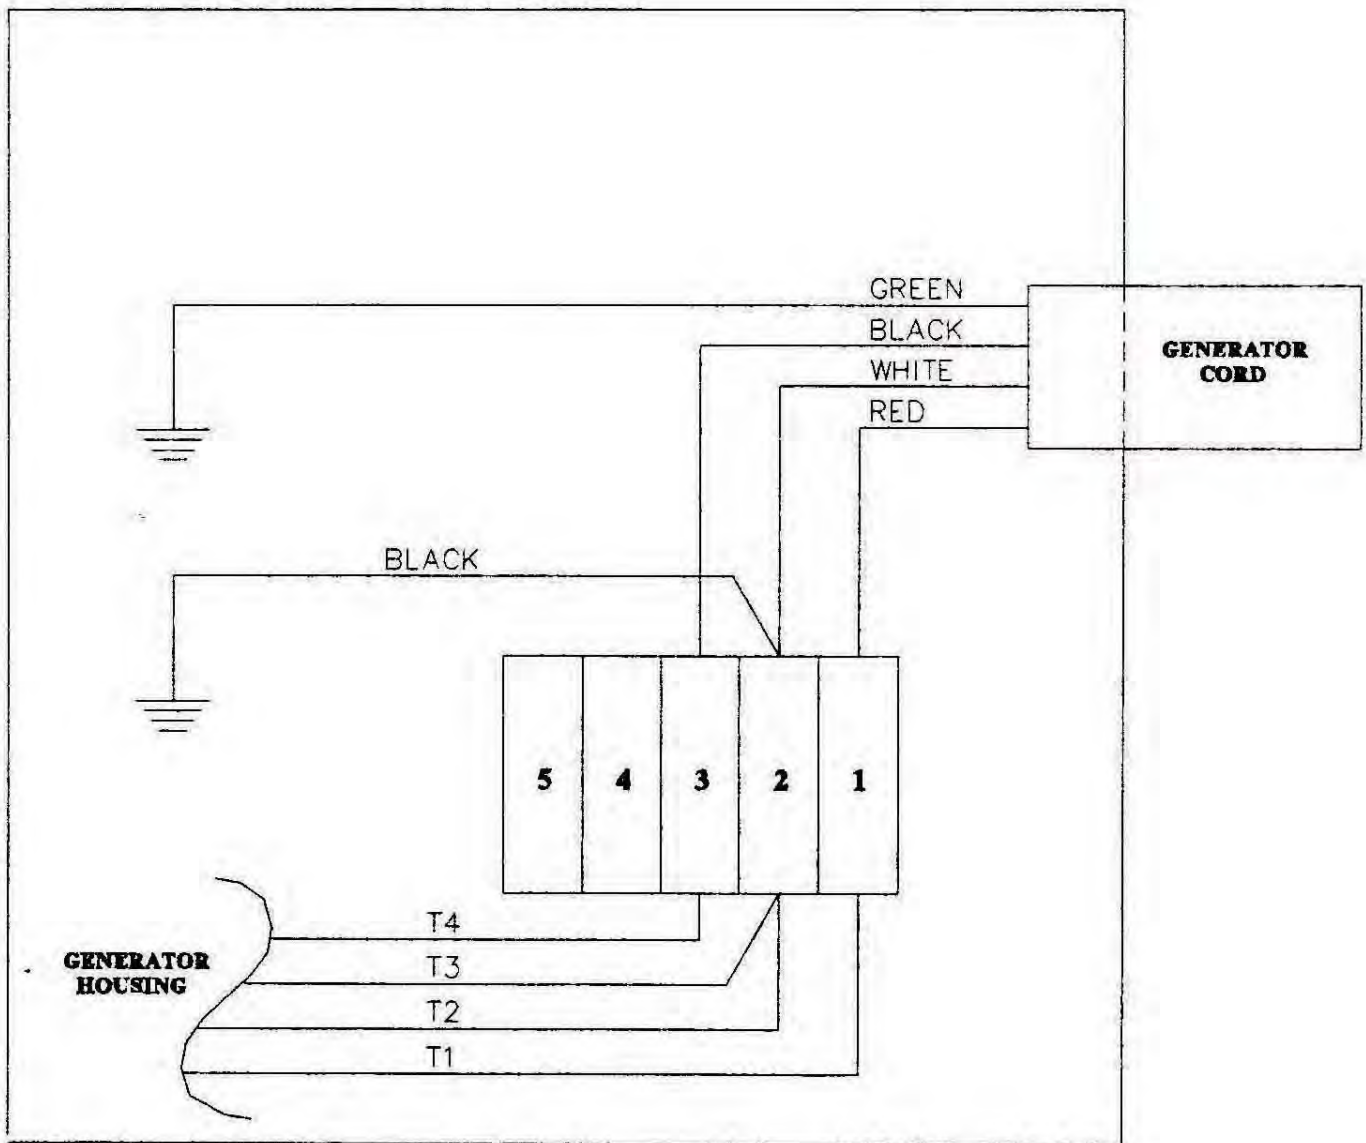 GREEN
BLACK
WHITE
RED
GENERATOR
CORD
BLACK
5 4 3 2 1
T4
T3
T2
T1
GENERATOR
HOUSING